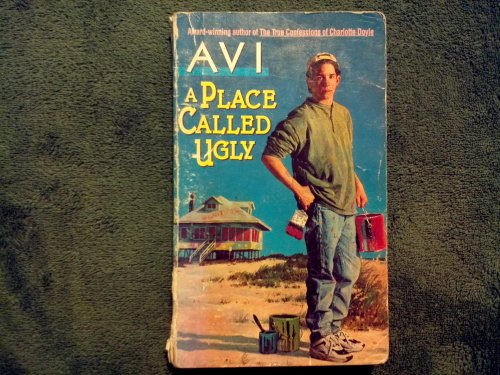 Award-winning author of The True Confessions of Charlotte Doyle
AVI
A PLACE
CALLED
UGLY